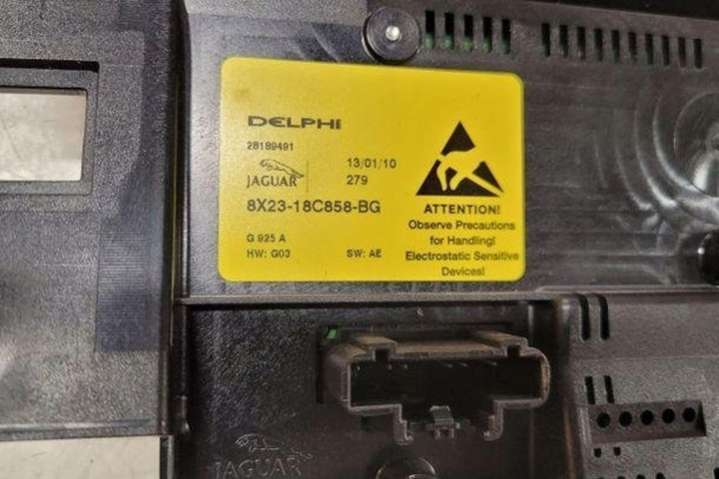 DELPHI
28189491
JAGUAR
13/01/10
279
8X23-18C858-BG
G 925 A
HW: G03 SW: AE
ATTENTION!
Observe Precautions
for Handling!
Electrostatic Sensitive
Devices!
JAGUAR